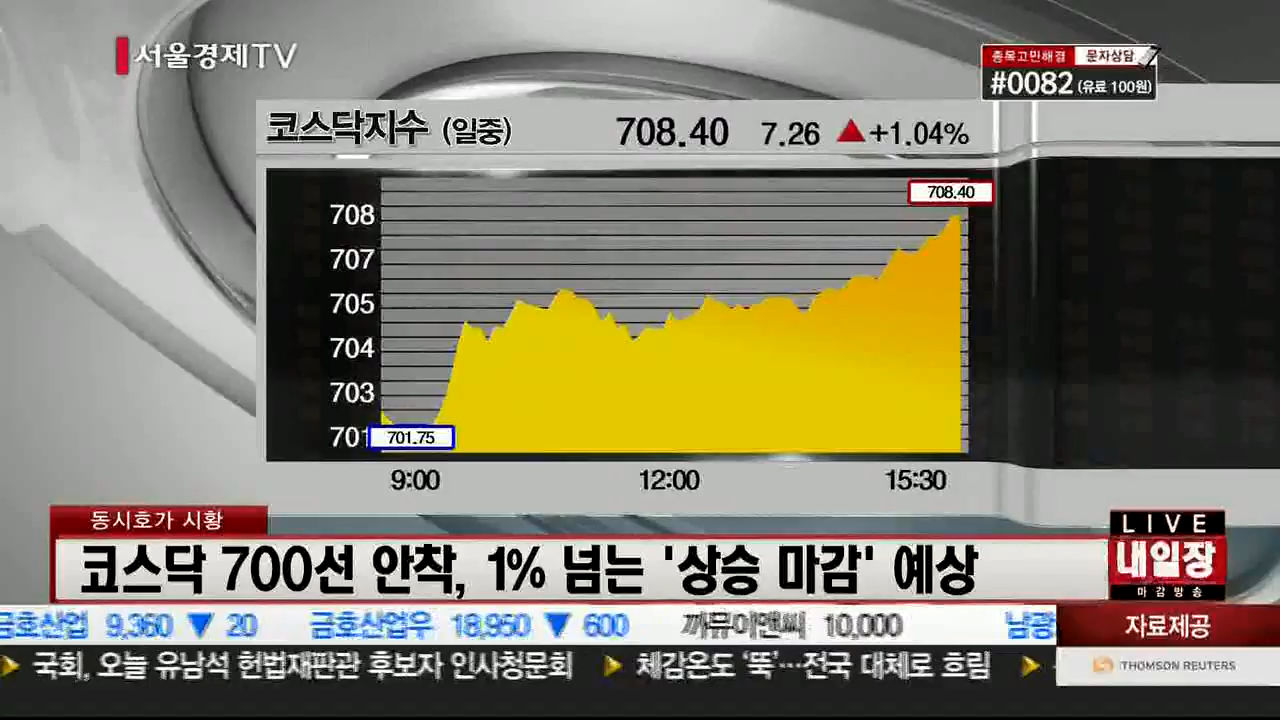 서울경제TV
종목고민해결 문자상담
#0082 (유료 100원)
코스닥지수 (일중) 708.40 7.26 ▲+1.04%
708.40
708
707
705
704
703
701
701.75
9:00 12:00 15:30
동시호가 시황
코스닥 700선 안착, 1% 넘는 '상승 마감' 예상
LIVE
내일장
마감방송
금호산업 9,360 ▼ 20 금호산업우 18,950 ▼ 600 까뮤이앤씨 10,000 남광
자료제공
국회, 오늘 유남석 헌법재판관 후보자 인사청문회 체감온도 '뚝'…전국 대체로 흐림
THOMSON REUTERS